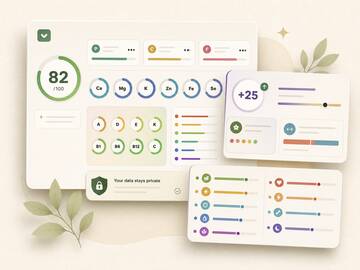 82
/100
P
C
F
Ca
Mg
K
Zn
Fe
Se
A
D
E
K
B1
B6
B12
C
Your data stays private
+25